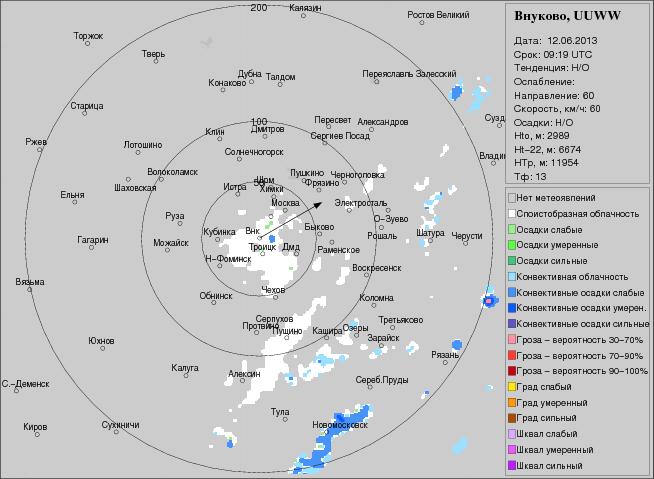 200
Калязин
Ростов Великий
Торжок
Тверь
Дубна
Талдом
Конаково
Переяславль Залесский
Старица
100
Пересвет
Александров
Клин
Дмитров
Сергиев Посад
Сузд
Ржев
Лотошино
Солнечногорск
Владим
Волоколамск
Пушкино
Черноголовка
Шаховская
50
Фрязино
Истра
Химки
Ельня
Москва
Электросталь
Руза
О-Зуево
Кубинка
Внк
Быково
Рошаль
Шатура
Черусти
Гагарин
Можайск
Троицк
Дмд
Раменское
Н-Фоминск
Воскресенск
Вязьма
Чехов
Обнинск
Коломна
Серпухов
Протвино
Пущино
Кашира
Озеры
Третьяково
Зарайск
Юхнов
Рязань
Калуга
Алексин
Сереб.Пруды
С.-Деменск
Тула
Киров
Сухиничи
Новомосковск
Внуково, UUWW
Дата: 12.06.2013
Срок: 09:19 UTC
Тенденция: Н/О
Ослабление:
Направление: 60
Скорость, км/ч: 60
Осадки: Н/О
Hto, м: 2989
Ht-22, м: 6674
HTp, м: 11954
Тф: 13
Нет метеоявлений
Слоистобразная облачность
Осадки слабые
Осадки умеренные
Осадки сильные
Конвективная облачность
Конвективные осадки слабые
Конвективные осадки умерен.
Конвективные осадки сильные
Гроза – вероятность 30–70%
Гроза – вероятность 70–90%
Гроза – вероятность 90–100%
Град слабый
Град умеренный
Град сильный
Шквал слабый
Шквал умеренный
Шквал сильный